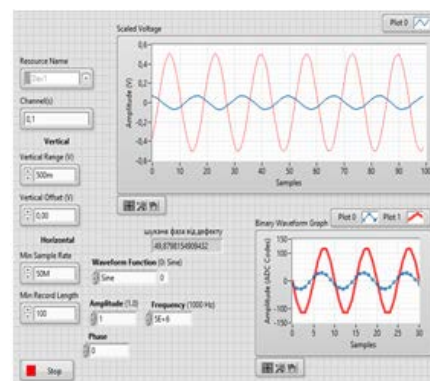 Plot 0
Scaled Voltage
0,6
0,4
0,2
0
-0,2
-0,4
-0,6
Amplitude (V)
0 10 20 30 40 50 60 70 80 90 100
Samples
Resource Name
Dev1
Channel(s)
0,1
Vertical
Vertical Range (V)
500m
Vertical Offset (V)
0,00
Horizontal
Min Sample Rate
50M
Min Record Length
100
Stop
шукане фаза від дефекту
49,8798154909432
Waveform Function (0: Sine)
Sine 0
Amplitude (1.0)
1
Frequency (1000 Hz)
5E+6
Phase
0
Binary Waveform Graph
Plot 0
Plot 1
150
100
50
0
-50
-100
-150
Amplitude (ADC Codes)
0 5 10 15 20 25 30
Samples